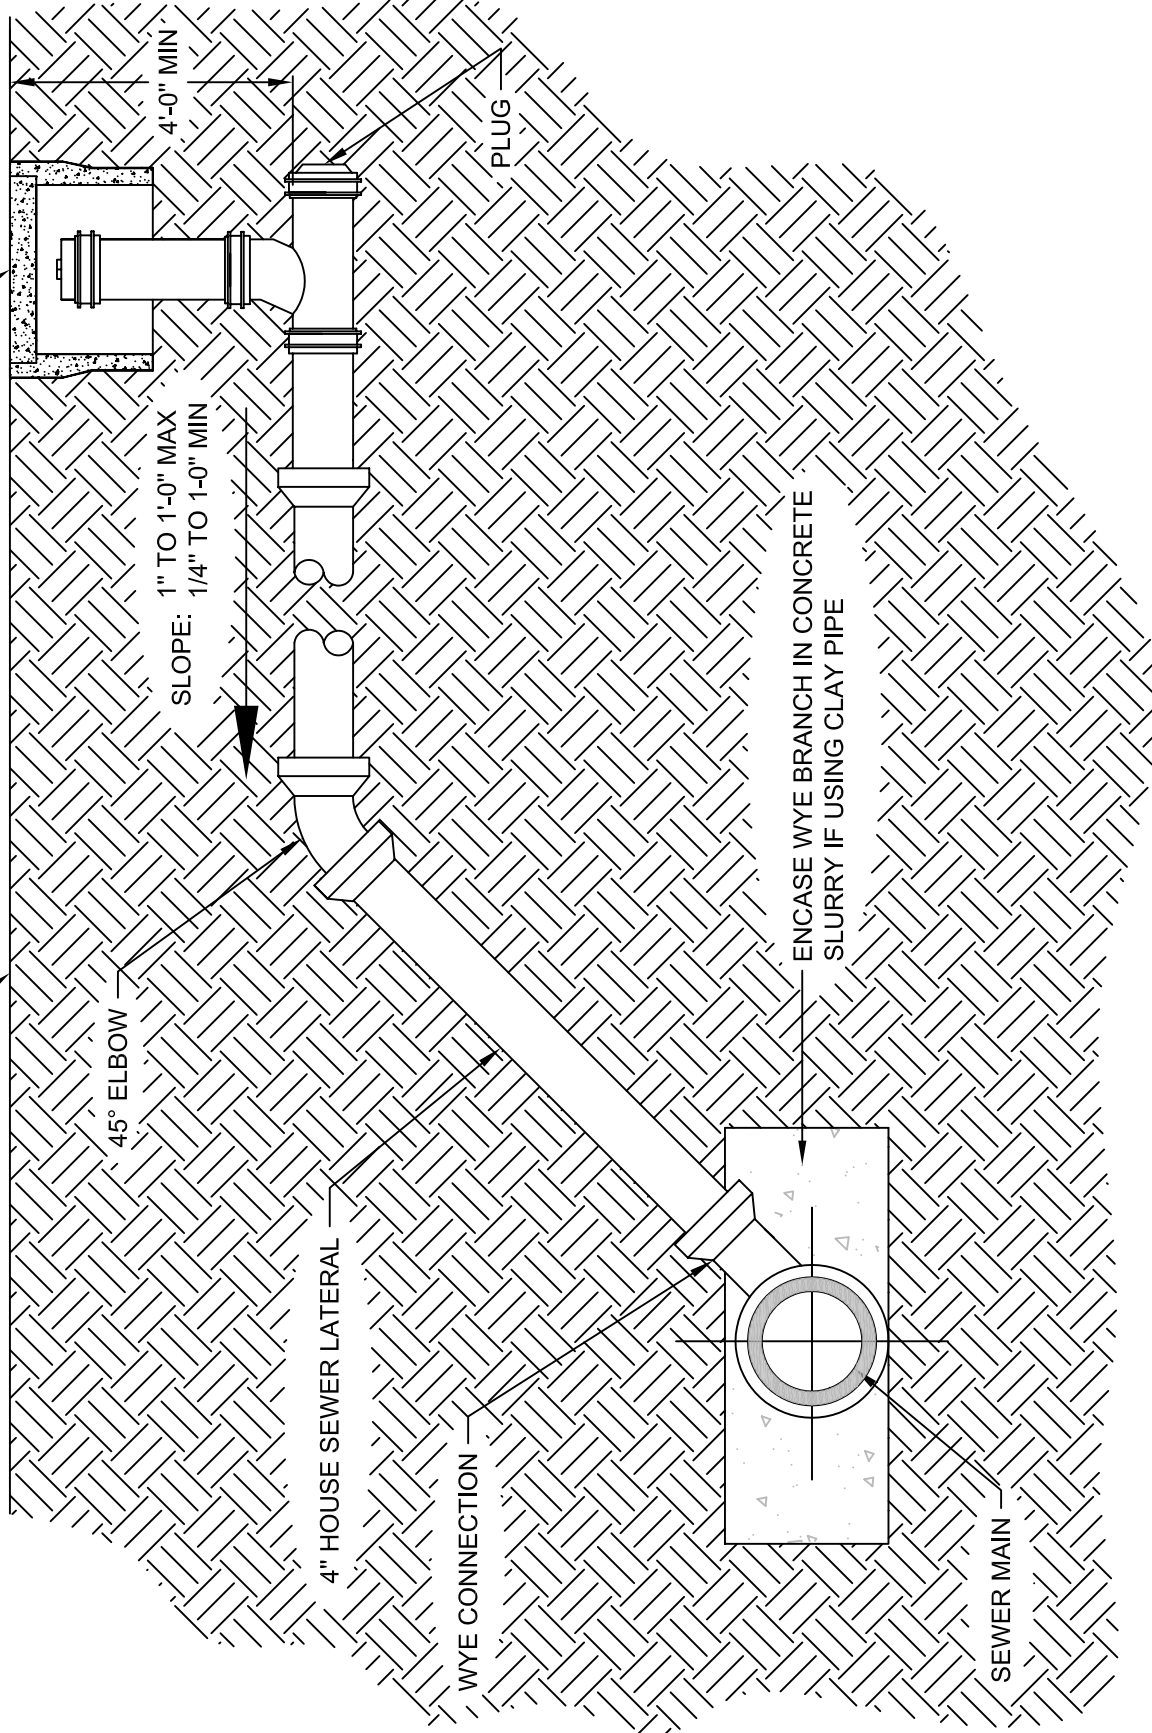 4'-0" MIN
PLUG
SLOPE: 1" TO 1'-0" MAX
1/4" TO 1-0" MIN
45° ELBOW
4" HOUSE SEWER LATERAL
WYE CONNECTION
ENCASE WYE BRANCH IN CONCRETE
SLURRY IF USING CLAY PIPE
SEWER MAIN